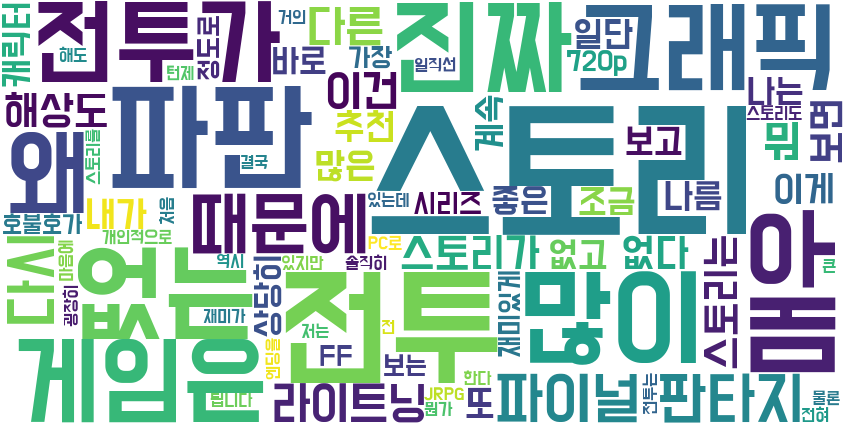 캐릭터 전투가 해도 턴제 정도로 거의 바로 다른 가장 일직선 진짜 일단 720p 그래픽
해상도 왜 파판 결국 이건 추천 많은 스토리 계속 보고 나는 스토리도 뭔 보면
스토리를 호불호가 내가 처음 때문에 있는데 시리즈 좋은 조금 나름 이게
다시 마음에 개인적으로 없는 역시 있지만 솔직히 PC로 스토리가 없고 없다 스토리는 아
굉장히 재미가 상당히 전투 저는 전 재미있게 많이 큰 냄
게임은 됩니다 엔딩을 FF 보는 한다
라이트닝 JRPG 뭔가 또 파이널 전투는 판타지 물론 전혀